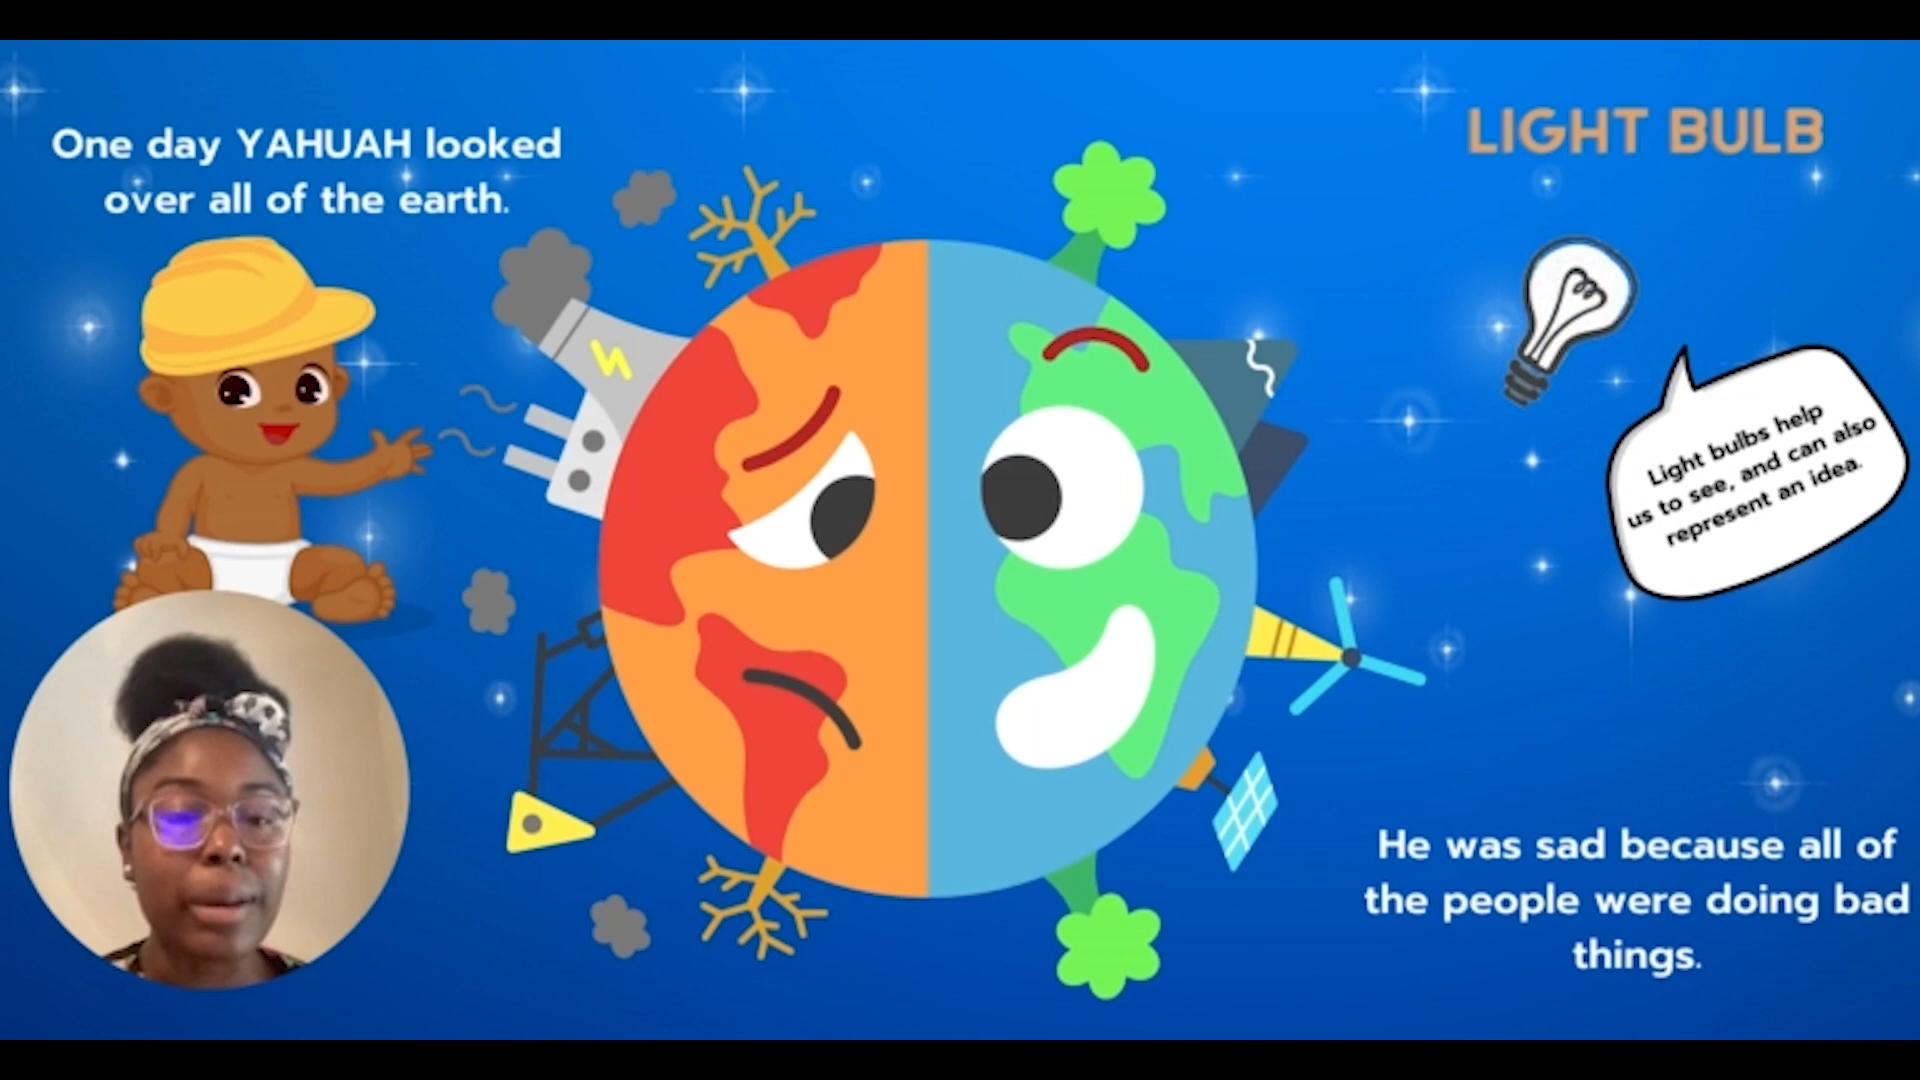 One day YAHUAH looked
over all of the earth.
LIGHT BULB
Light bulbs help
us to see, and can also
represent an idea.
He was sad because all of
the people were doing bad
things.